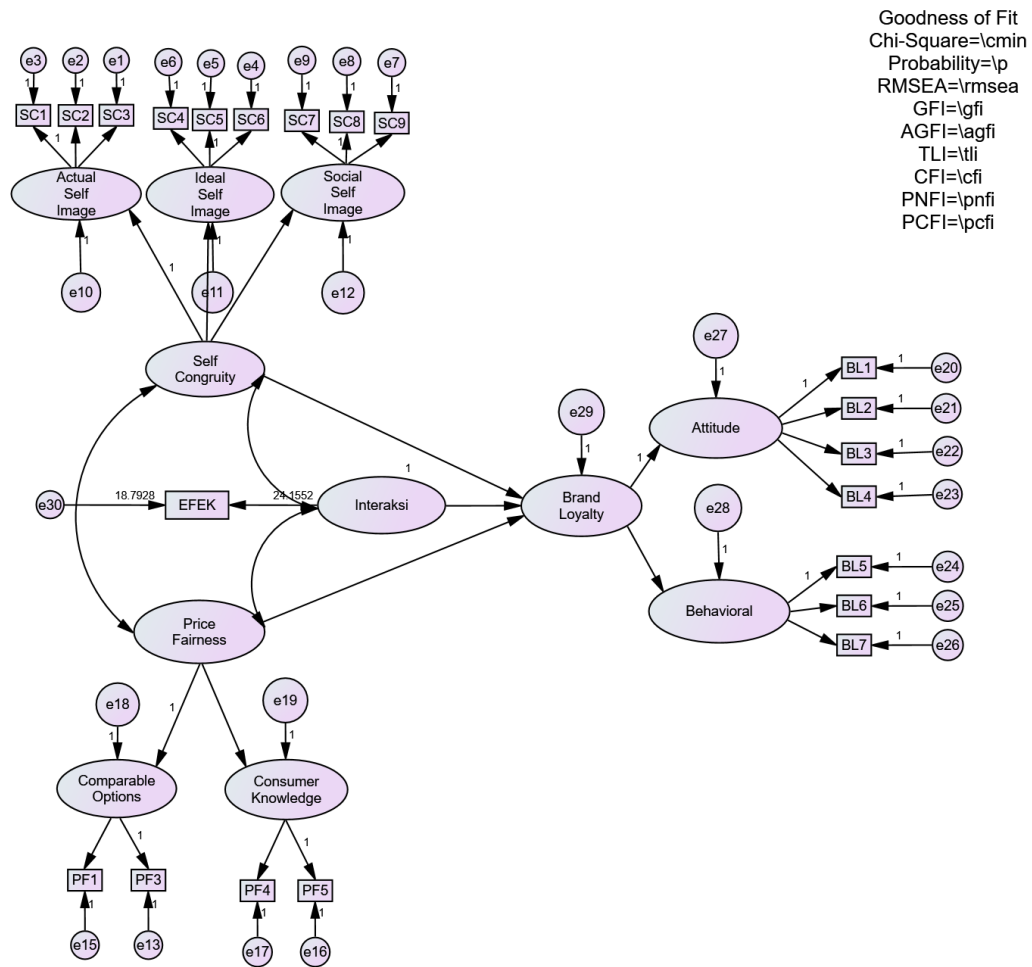 Goodness of Fit
Chi-Square=\cmin
Probability=\p
RMSEA=\rmsea
GFI=\gfi
AGFI=\agfi
TLI=\tli
CFI=\cfi
PNFI=\pnfi
PCFI=\pcfi
e3 e2 e1 e6 e5 e4 e9 e8 e7
1 1 1 1 1 1 1 1 1
SC1 SC2 SC3 SC4 SC5 SC6 SC7 SC8 SC9
1 1 1
Actual
Self
Image
Ideal
Self
Image
Social
Self
Image
1 1 1
1
e10 e11 e12
Self
Congruity
e27
1
BL1 1 e20
1
BL2 1 e21
Attitude
BL3 1 e22
BL4 1 e23
e29
1
1
1
e30 18.7928 EFEK 24.1552 Interaksi
Brand
Loyalty
e28
1
BL5 1 e24
1
BL6 1 e25
Behavioral
BL7 1 e26
Price
Fairness
e18 e19
1 1 1
Comparable
Options
Consumer
Knowledge
1 1
PF1 PF3 PF4 PF5
1 1 1 1
e15 e13 e17 e16